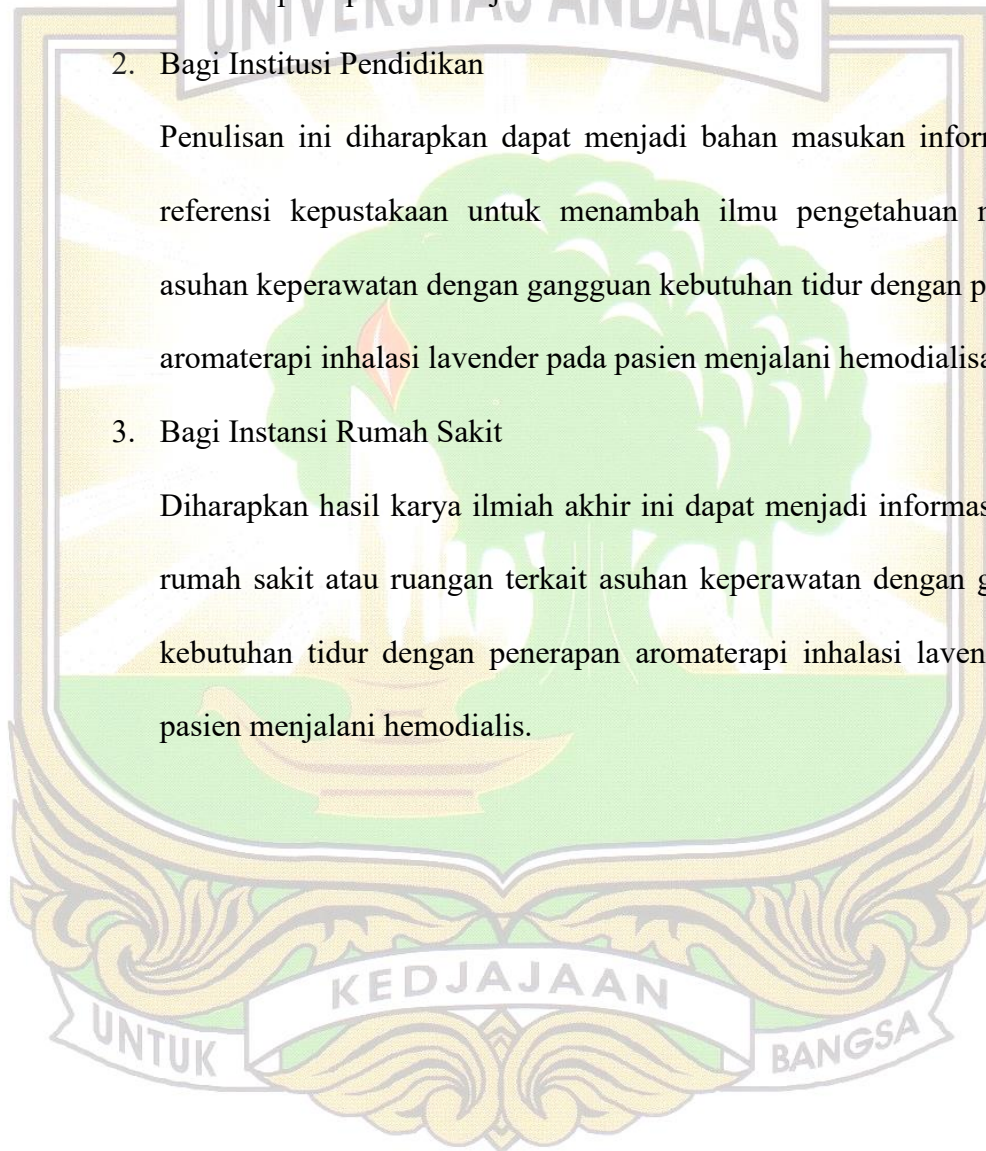 UNIVERSITAS ANDALAS
2. Bagi Institusi Pendidikan
Penulisan ini diharapkan dapat menjadi bahan masukan
referensi kepustakaan untuk menambah ilmu pengetahuan
asuhan keperawatan dengan gangguan kebutuhan tidur dengan
aromaterapi inhalasi lavender pada pasien menjalani hemodialisa
3. Bagi Instansi Rumah Sakit
Diharapkan hasil karya ilmiah akhir ini dapat menjadi
rumah sakit atau ruangan terkait asuhan keperawatan dengan
kebutuhan tidur dengan penerapan aromaterapi inhalasi
pasien menjalani hemodialis.
KEDJAJAAN
UNTUK BANGSA